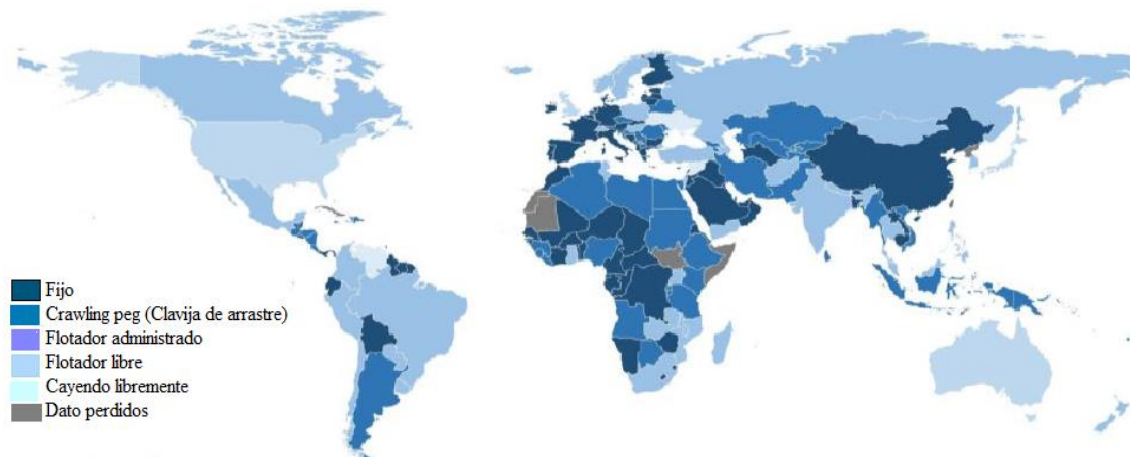 Fijo
Crawling peg (Clavija de arrastre)
Flotador administrado
Flotador libre
Cayendo libremente
Dato perdidos